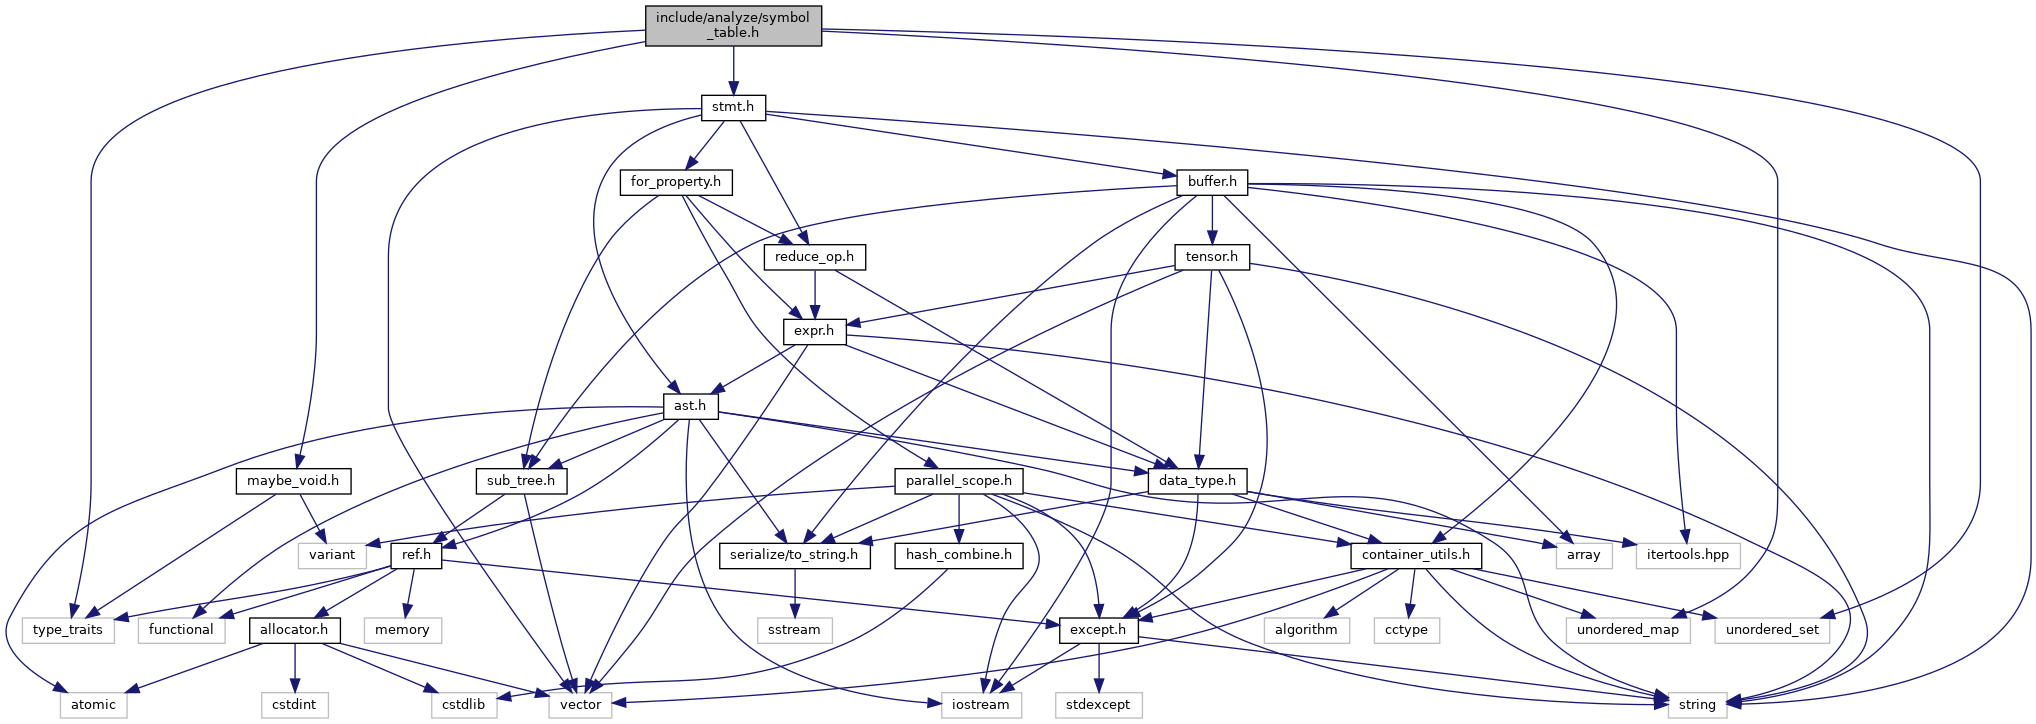 include/analyze/symbol
_table.h
stmt.h
for_property.h
buffer.h
reduce_op.h
tensor.h
expr.h
ast.h
maybe_void.h
sub_tree.h
parallel_scope.h
data_type.h
variant
ref.h
serialize/to_string.h
hash_combine.h
container_utils.h
array
itertools.hpp
type_traits
functional
allocator.h
memory
sstream
except.h
algorithm
cctype
unordered_map
unordered_set
atomic
cstdint
cstdlib
vector
iostream
stdexcept
string